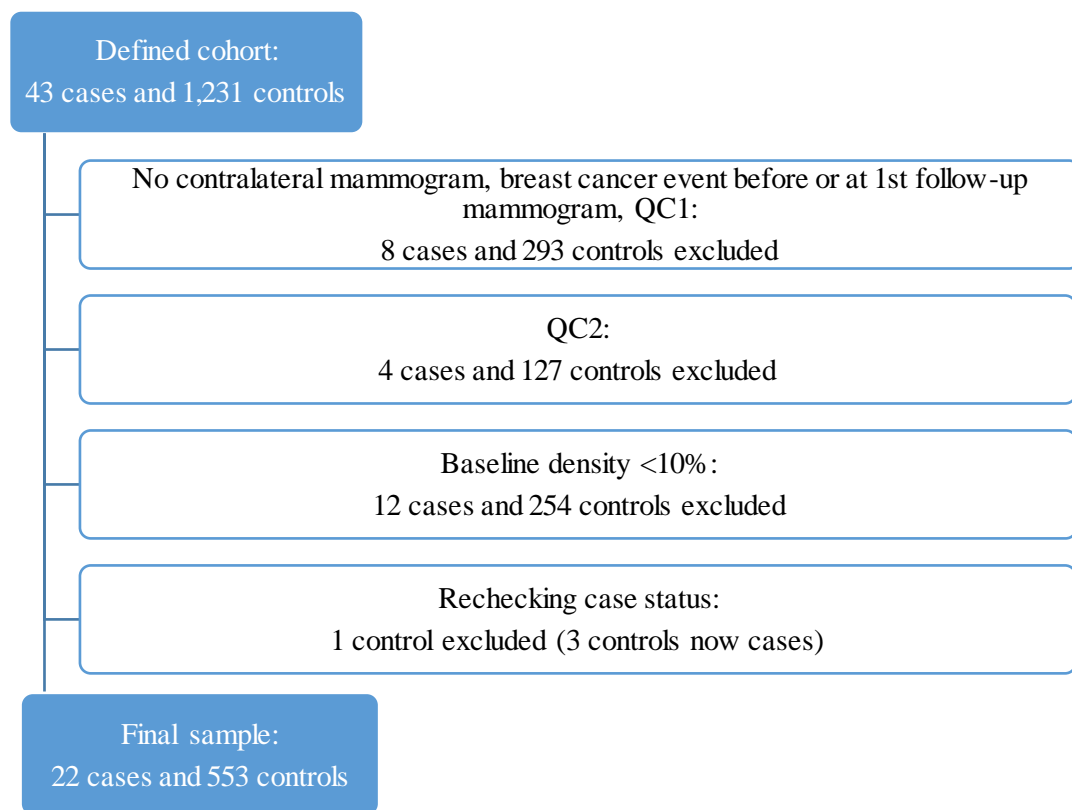 Defined cohort:
43 cases and 1,231 controls
No contralateral mammogram, breast cancer event before or at 1st follow-up
mammogram, QC1:
8 cases and 293 controls excluded
QC2:
4 cases and 127 controls excluded
Baseline density <10%:
12 cases and 254 controls excluded
Rechecking case status:
1 control excluded (3 controls now cases)
Final sample:
22 cases and 553 controls